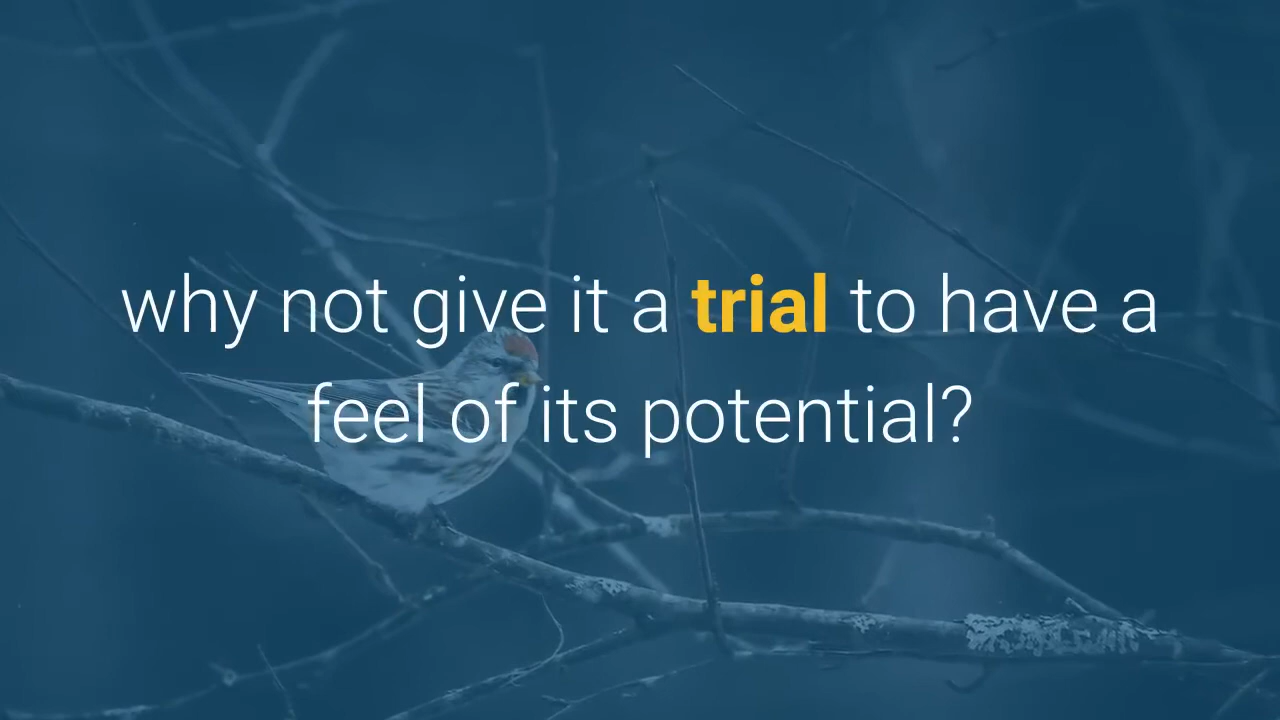 why not give it a trial to have a
feel of its potential?